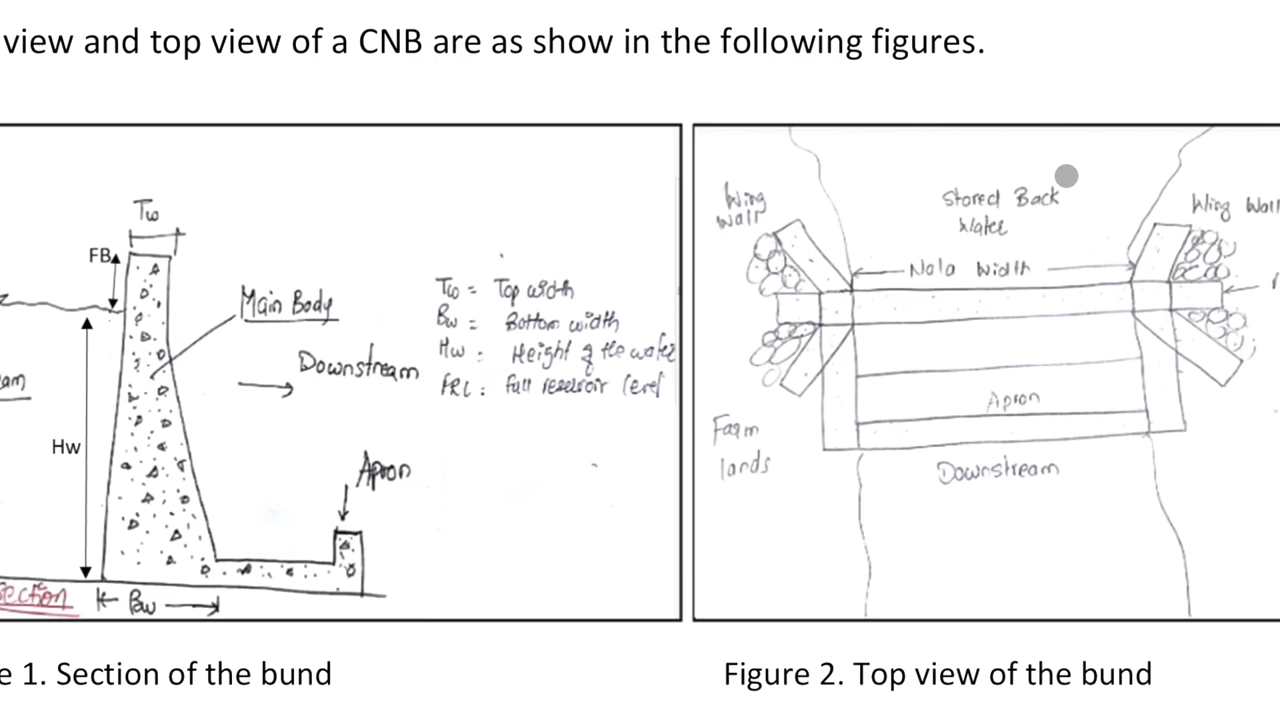 view and top view of a CNB are as show in the following figures.
Tw
FB
Main Body
Downstream
Hw
Apron
section
Bw
Tw = Top width
Bw = Bottom width
Hw : Height of the water
FRL : Full reservoir level
Wing
wall
Stored Back
Water
Wing Wall
Nala Width
Apron
Farm
lands
Downstream
e 1. Section of the bund
Figure 2. Top view of the bund